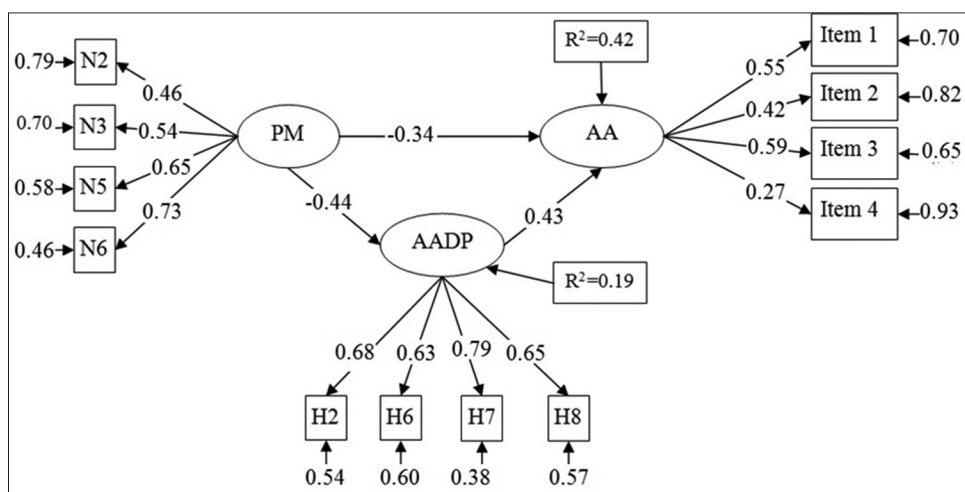 R²=0.42
Item 1
0.70
0.79
N2
0.55
0.46
Item 2
0.82
0.42
0.70
N3
0.54
PM
-0.34
AA
0.59
Item 3
0.65
0.65
0.58
N5
0.27
-0.44
0.73
0.43
Item 4
0.93
0.46
N6
AADP
R²=0.19
0.68
0.63
0.79
0.65
H2
H6
H7
H8
0.54
0.60
0.38
0.57